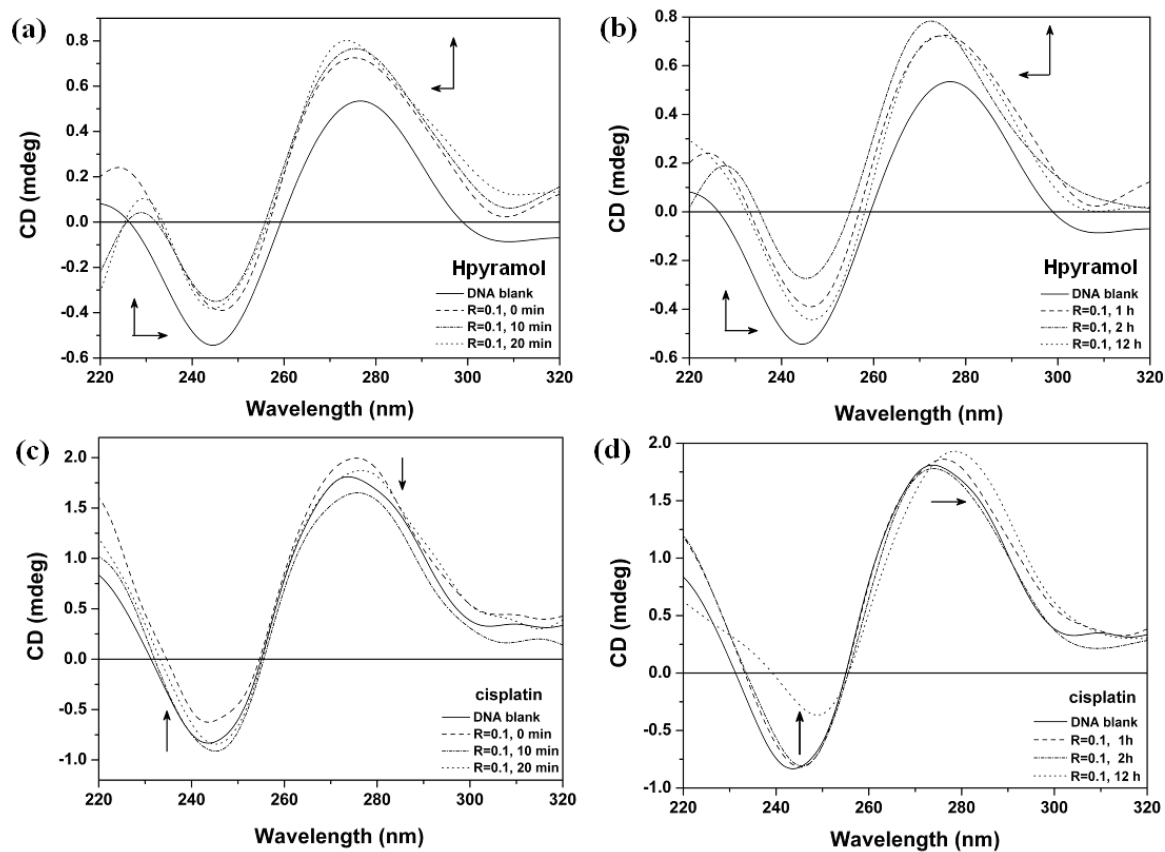 (a)
0.8
0.6
0.4
0.2
0.0
-0.2
-0.4
-0.6
CD (mdeg)
Hpyramol
DNA blank
R=0.1, 0 min
R=0.1, 10 min
R=0.1, 20 min
220 240 260 280 300 320
Wavelength (nm)
(b)
0.8
0.6
0.4
0.2
0.0
-0.2
-0.4
-0.6
CD (mdeg)
Hpyramol
DNA blank
R=0.1, 1 h
R=0.1, 2 h
R=0.1, 12 h
220 240 260 280 300 320
Wavelength (nm)
(c)
2.0
1.5
1.0
0.5
0.0
-0.5
-1.0
CD (mdeg)
cisplatin
DNA blank
R=0.1, 0 min
R=0.1, 10 min
R=0.1, 20 min
220 240 260 280 300 320
Wavelength (nm)
(d)
2.0
1.5
1.0
0.5
0.0
-0.5
-1.0
CD (mdeg)
cisplatin
DNA blank
R=0.1, 1h
R=0.1, 2h
R=0.1, 12 h
220 240 260 280 300 320
Wavelength (nm)